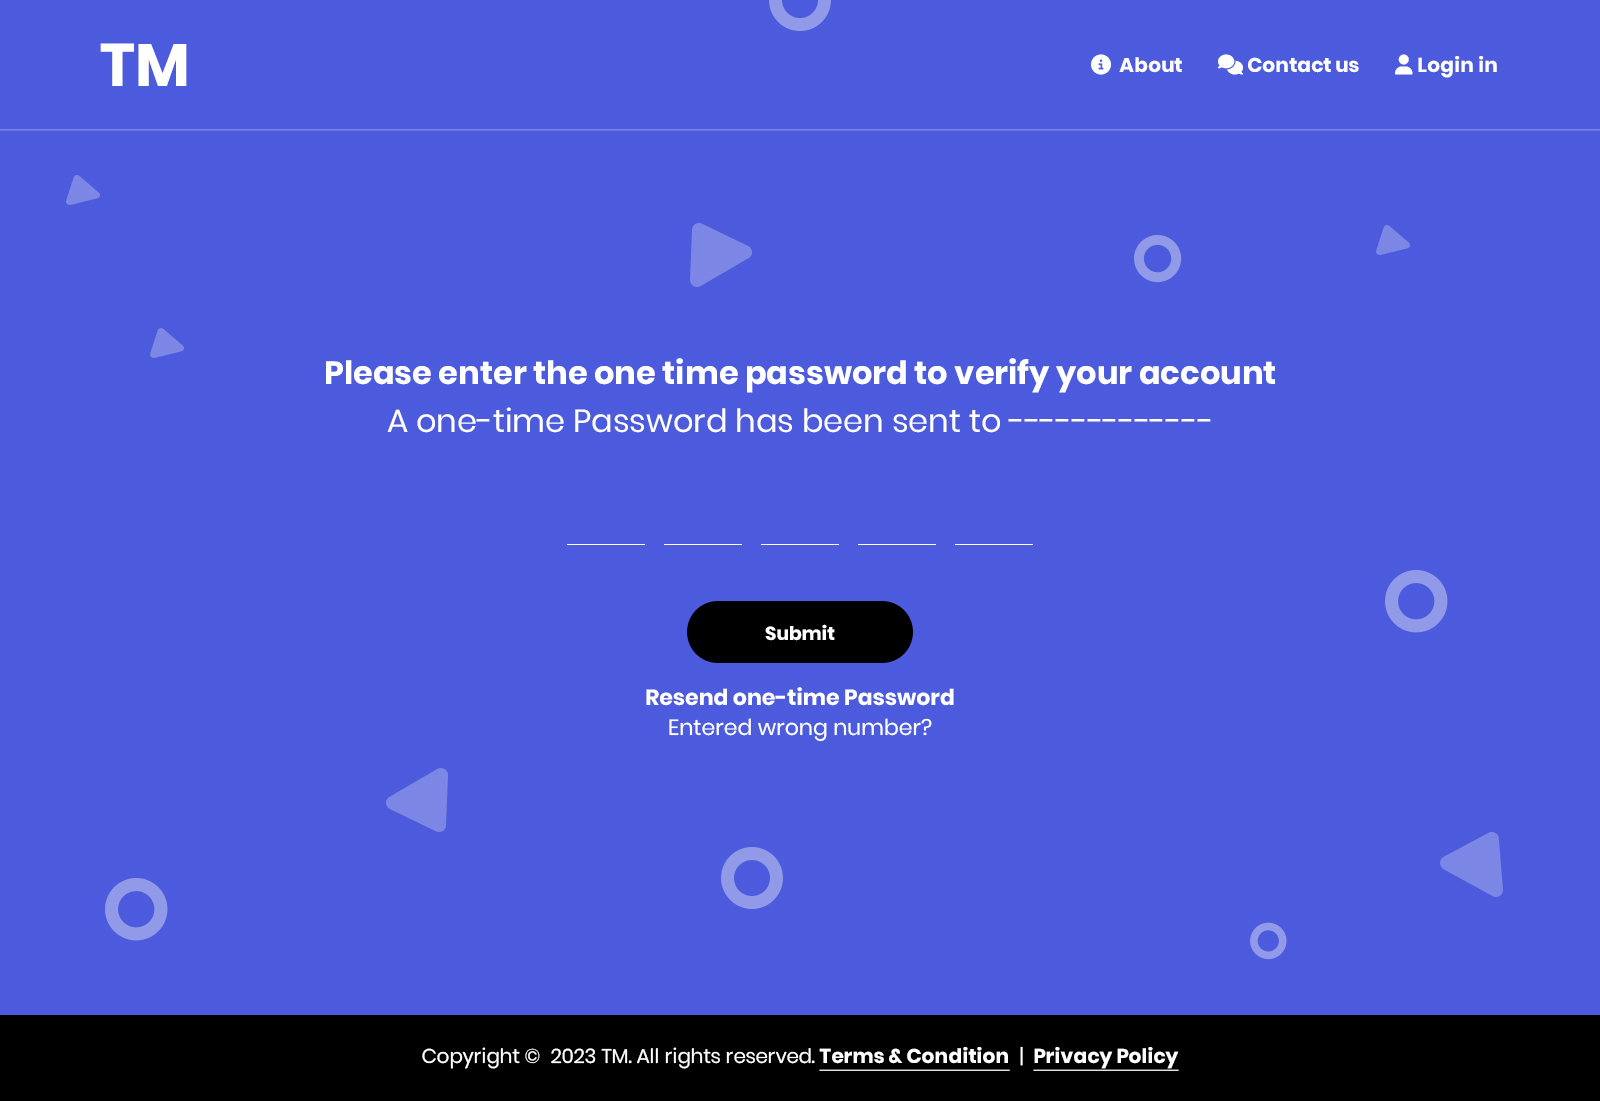 TM
About
Contact us
Login in
Please enter the one time password to verify your account
A one-time Password has been sent to -------------
Submit
Resend one-time Password
Entered wrong number?
Copyright © 2023 TM. All rights reserved. Terms & Condition | Privacy Policy